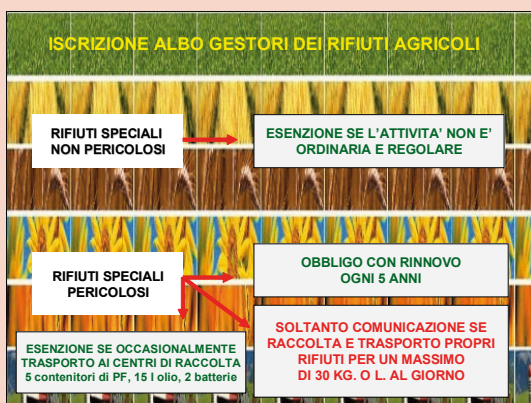 ISCRIZIONE ALBO GESTORI DEI RIFIUTI AGRICOLI
RIFIUTI SPECIALI
NON PERICOLOSI
ESENZIONE SE L'ATTIVITA' NON E'
ORDINARIA E REGOLARE
RIFIUTI SPECIALI
PERICOLOSI
OBBLIGO CON RINNOVO
OGNI 5 ANNI
ESENZIONE SE OCCASIONALMENTE
TRASPORTO AI CENTRI DI RACCOLTA
5 contenitori di PF, 15 l olio, 2 batterie
SOLTANTO COMUNICAZIONE SE
RACCOLTA E TRASPORTO PROPRI
RIFIUTI PER UN MASSIMO
DI 30 KG. O L. AL GIORNO